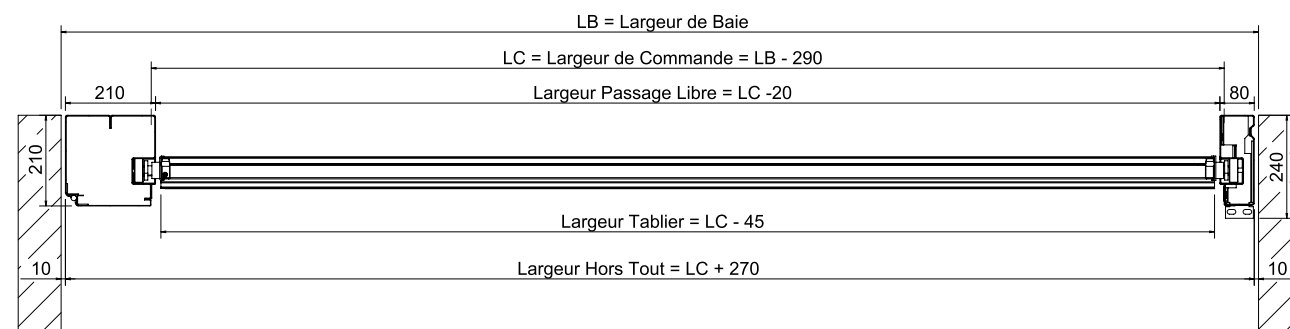 LB = Largeur de Baie
LC = Largeur de Commande = LB - 290
210
Largeur Passage Libre = LC -20
80
210
240
Largeur Tablier = LC - 45
10
Largeur Hors Tout = LC + 270
10